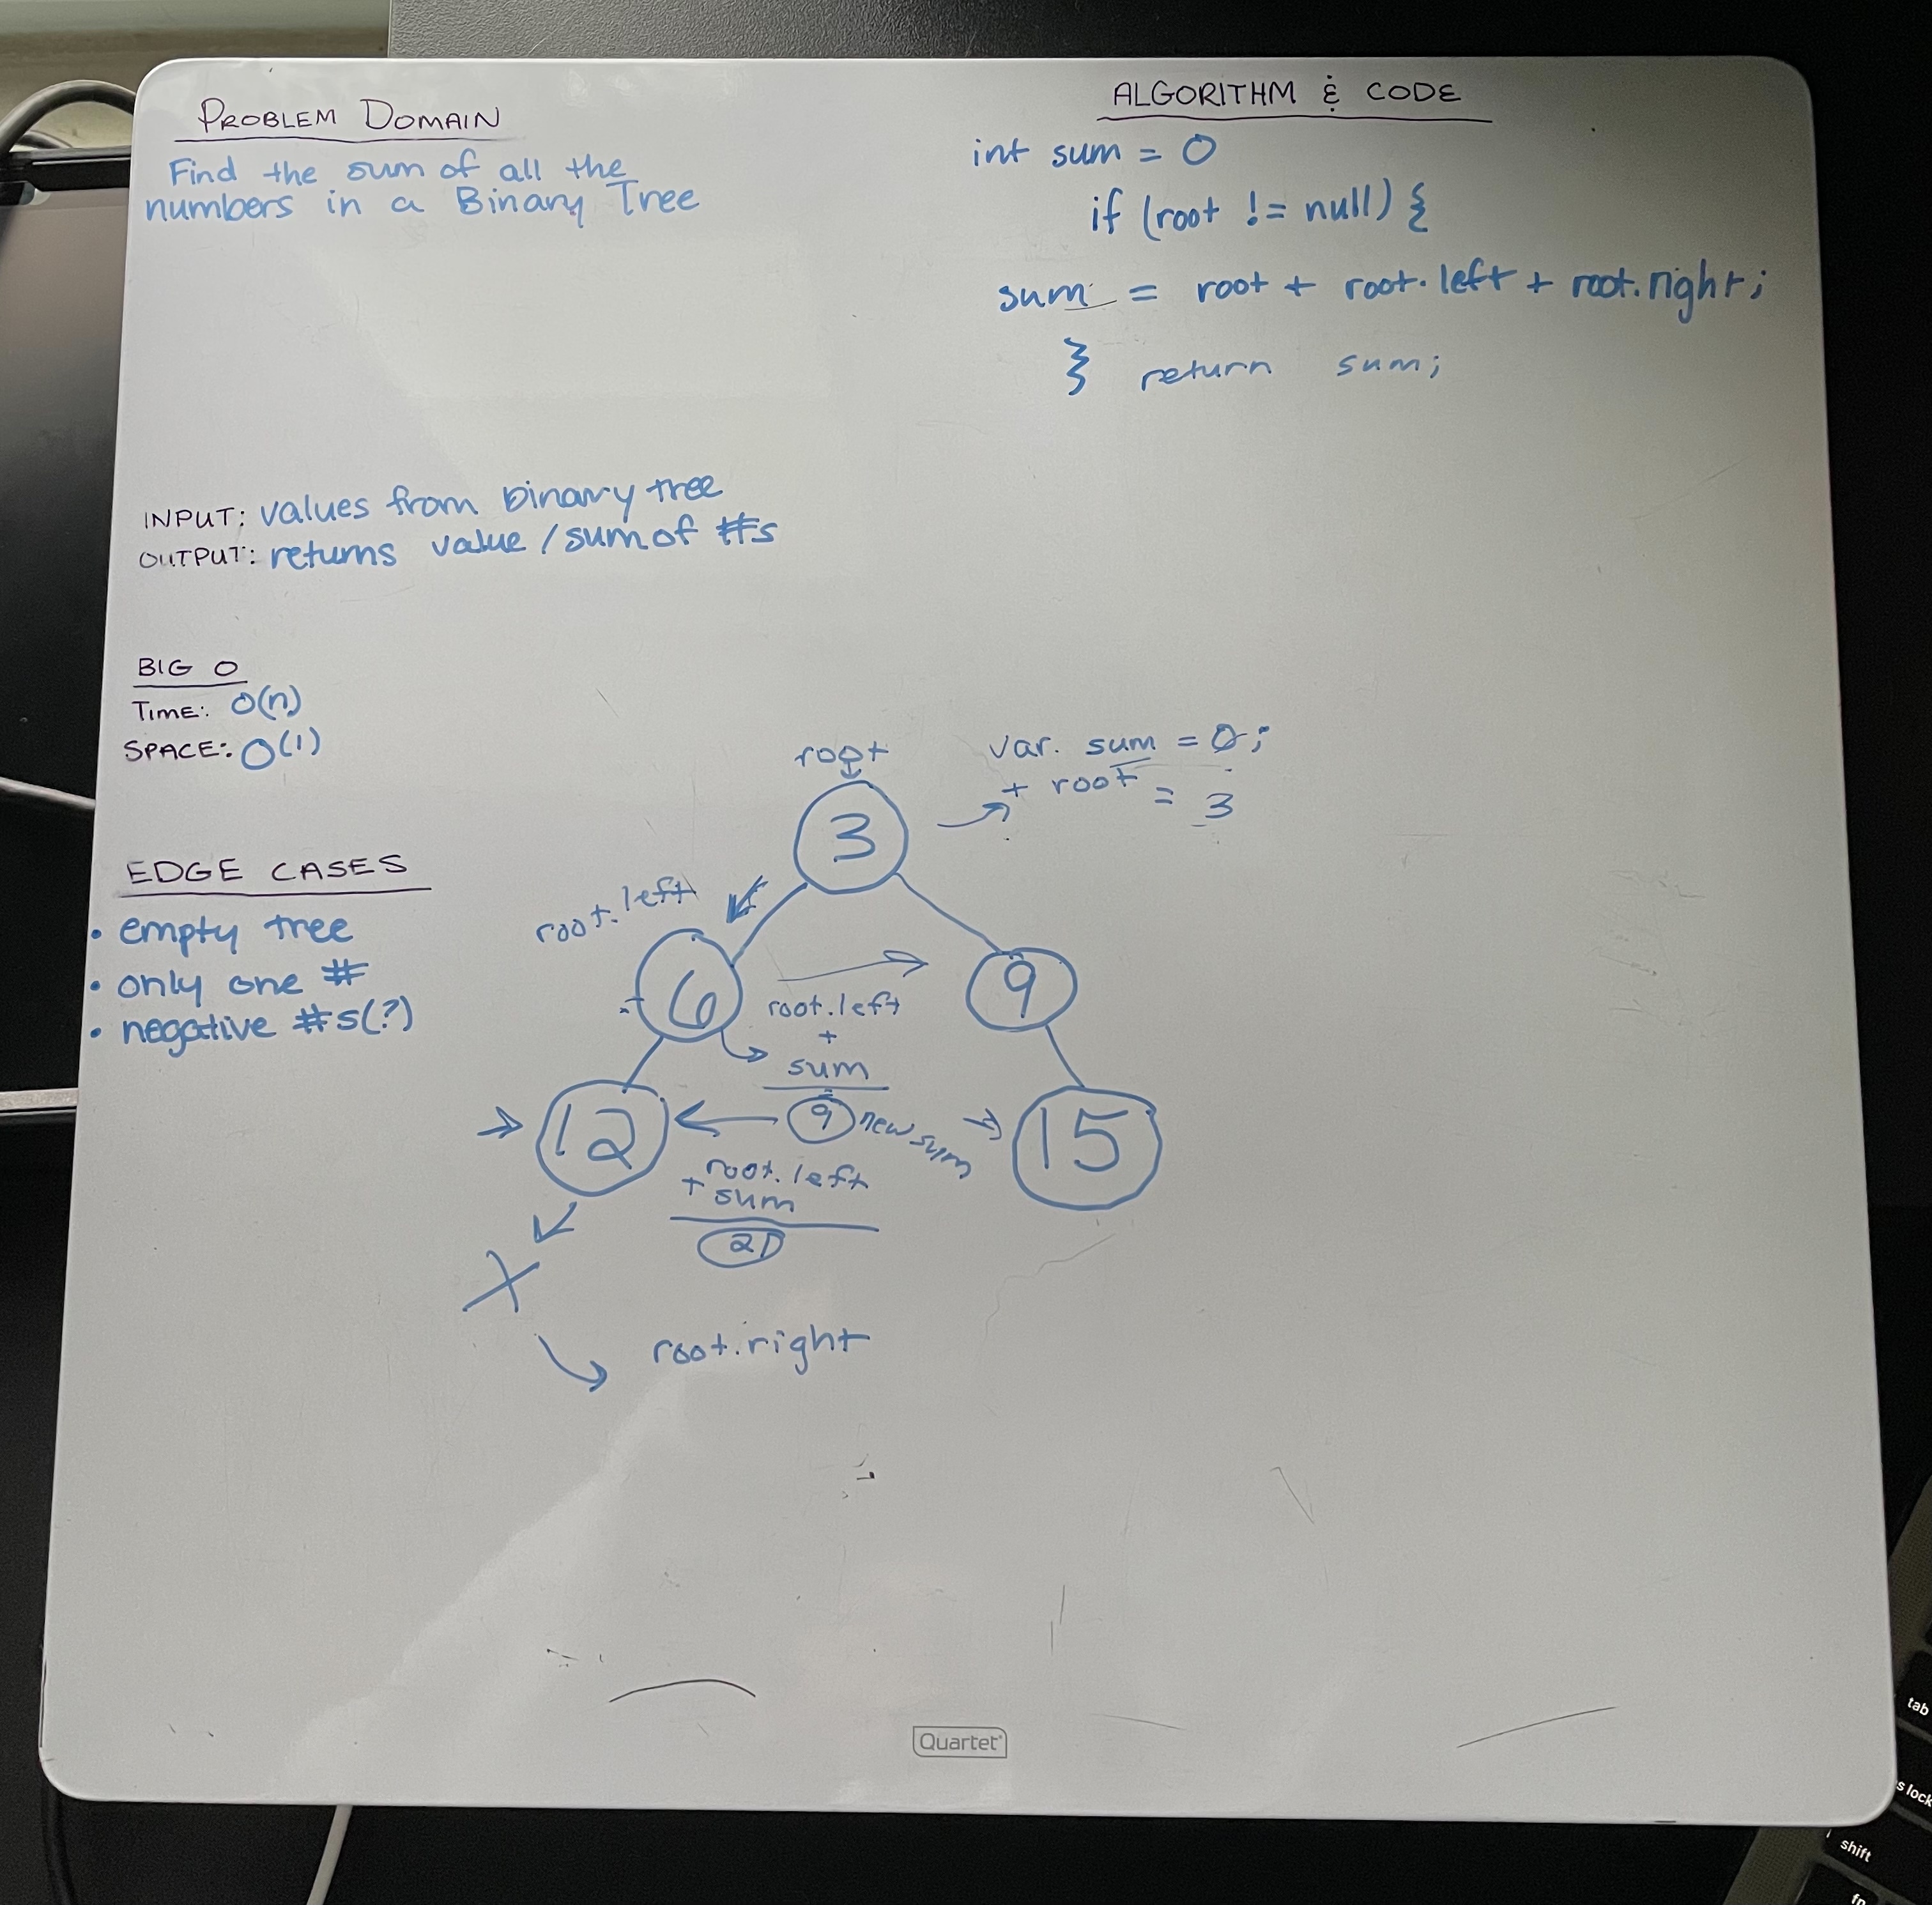 PROBLEM DOMAIN
Find the sum of all the
numbers in a Binary Tree
INPUT: values from binary tree
OUTPUT: returns value / sum of #s
BIG O
TIME: O(n)
SPACE: O(1)
EDGE CASES
• empty tree
• only one #
• negative #s(?)
ALGORITHM & CODE
int sum = 0
if (root != null) {
sum = root + root.left + root.right;
} return sum;
root
var. sum = 0;
+ root = 3
3
root.left
6
9
root.left
+
sum
9 new sum
12
15
root.left
+ sum
21
root.right
Quartet
tab
s lock
shift
fn